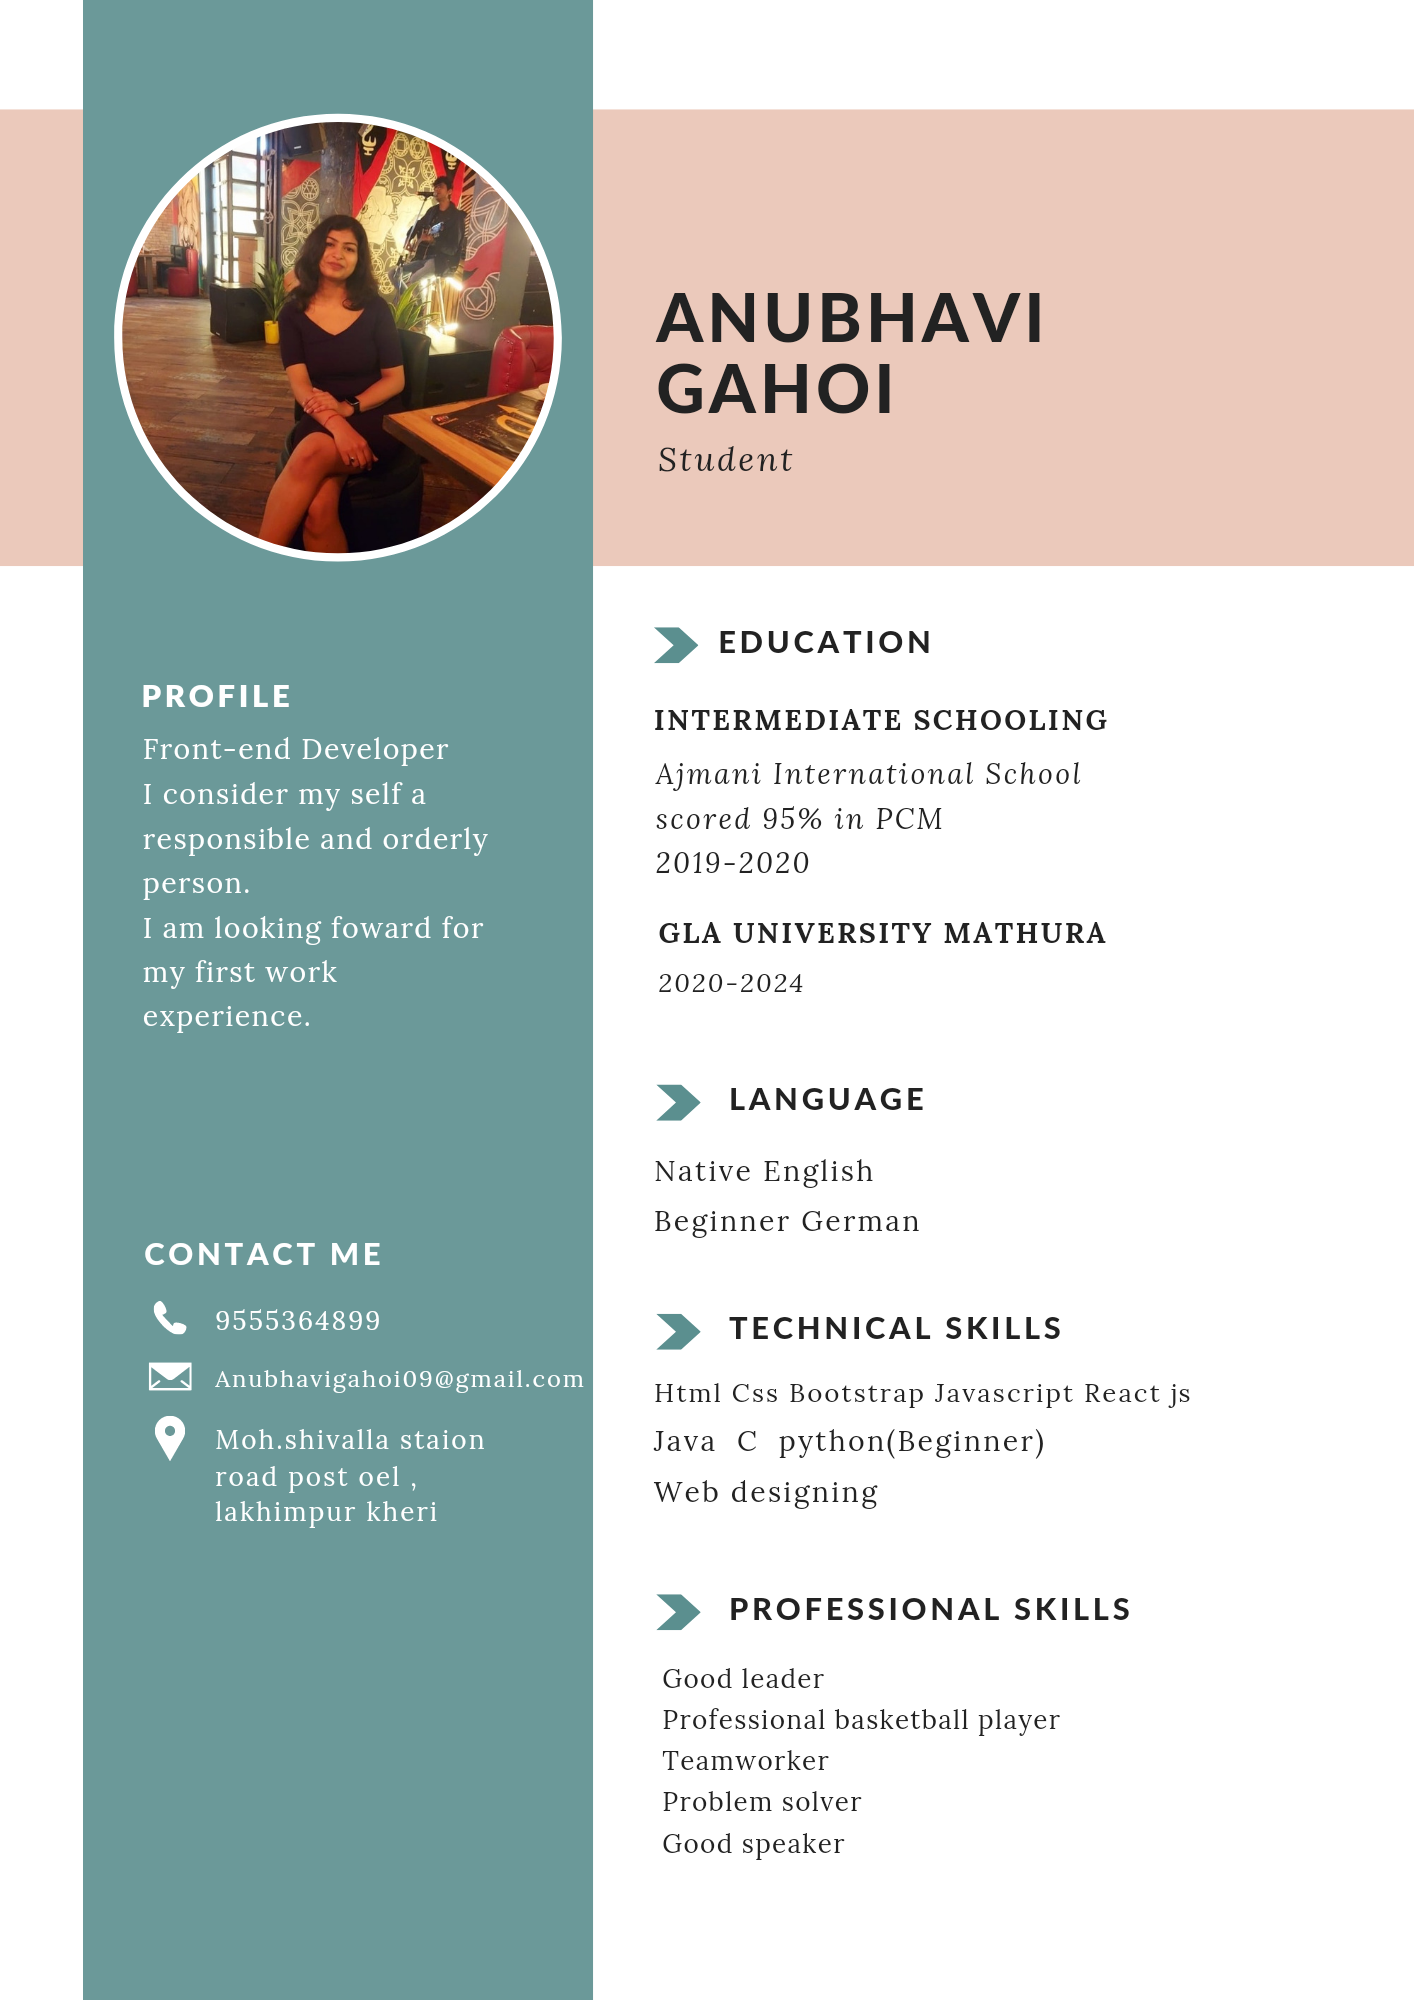 ANUBHAVI
GAHOI
Student
PROFILE
Front-end Developer
I consider my self a
responsible and orderly
person.
I am looking foward for
my first work
experience.
CONTACT ME
9555364899
Anubhavigahoi09@gmail.com
Moh.shivalla staion
road post oel ,
lakhimpur kheri
EDUCATION
INTERMEDIATE SCHOOLING
Ajmani International School
scored 95% in PCM
2019-2020
GLA UNIVERSITY MATHURA
2020-2024
LANGUAGE
Native English
Beginner German
TECHNICAL SKILLS
Html Css Bootstrap Javascript React js
Java C python(Beginner)
Web designing
PROFESSIONAL SKILLS
Good leader
Professional basketball player
Teamworker
Problem solver
Good speaker